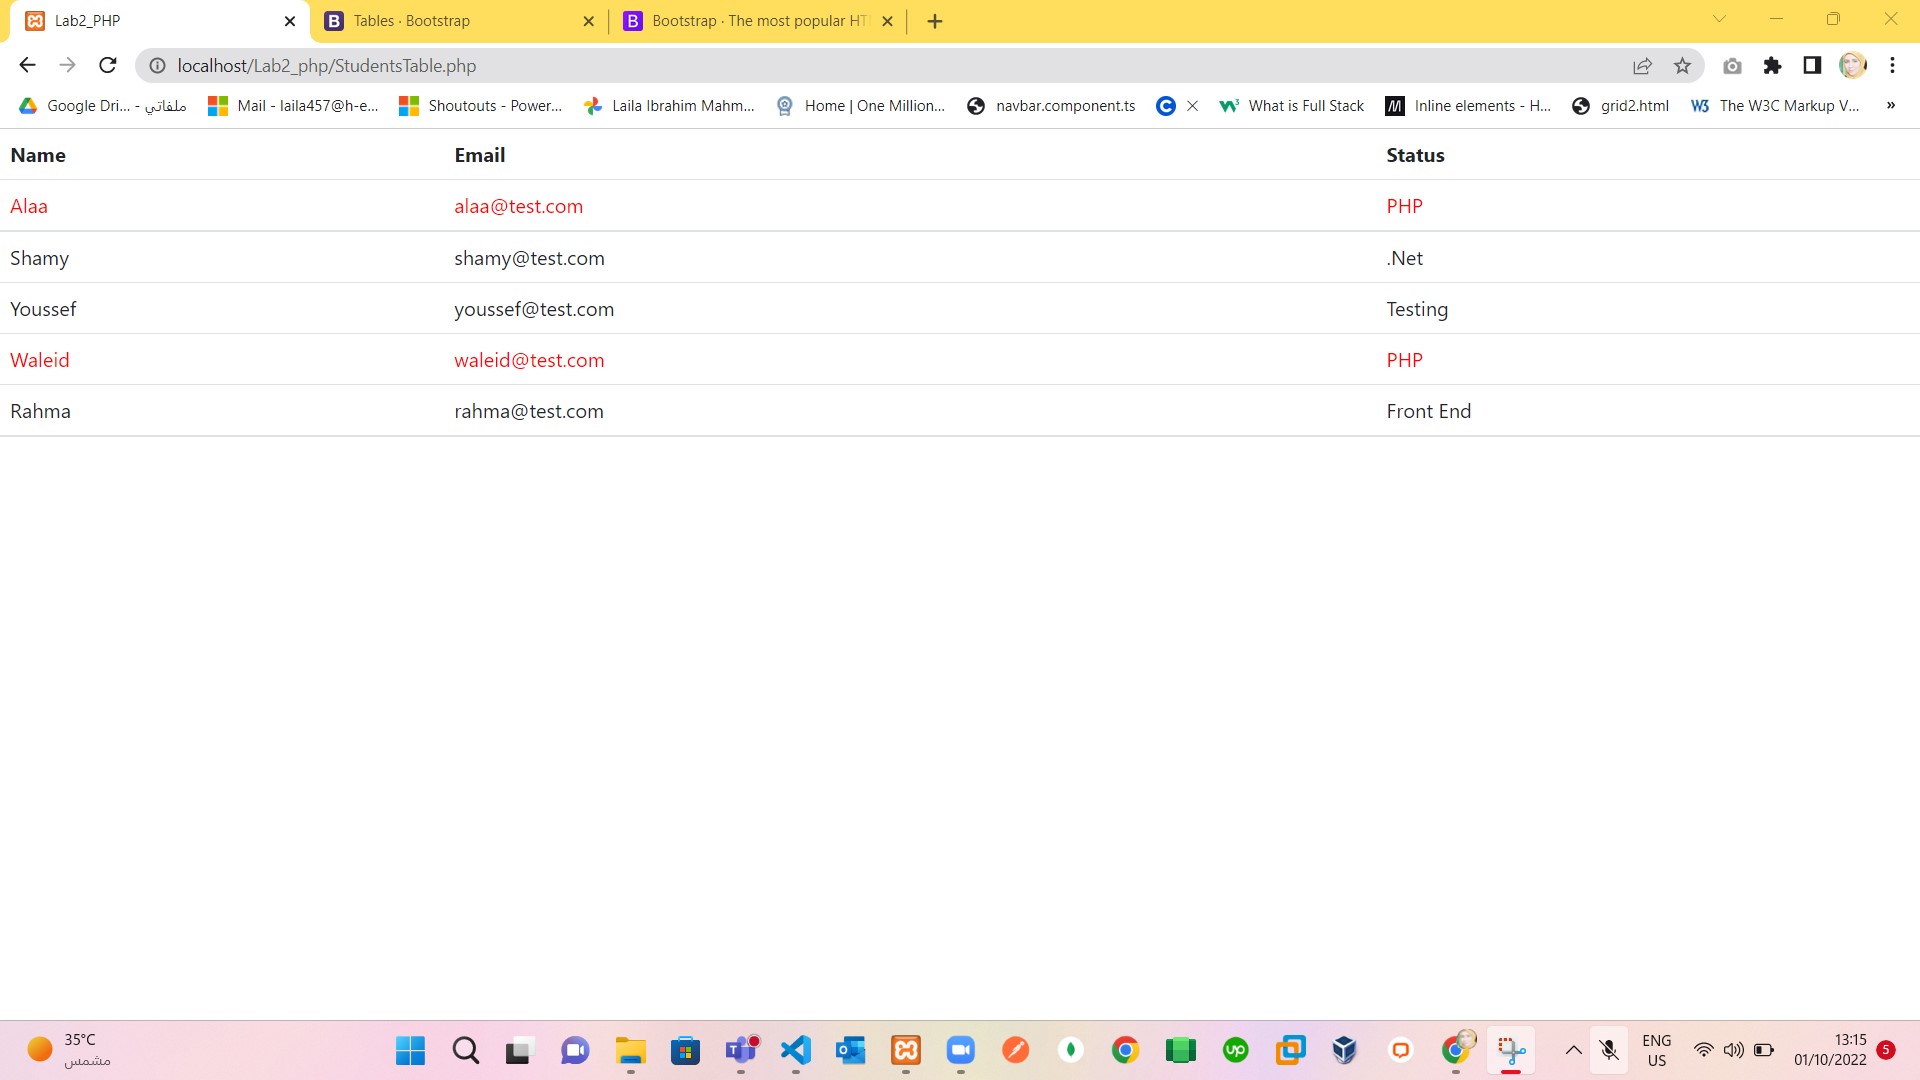 Lab2_PHP
Tables · Bootstrap
Bootstrap · The most popular HT
localhost/Lab2_php/StudentsTable.php
Google Dri... - ملفاتي
Mail - laila457@h-e...
Shoutouts - Power...
Laila Ibrahim Mahm...
Home | One Million...
navbar.component.ts
What is Full Stack
Inline elements - H...
grid2.html
The W3C Markup V...
»
Name Email Status
Alaa alaa@test.com PHP
Shamy shamy@test.com .Net
Youssef youssef@test.com Testing
Waleid waleid@test.com PHP
Rahma rahma@test.com Front End
35°C
مشمس
ENG
US
13:15
01/10/2022
5